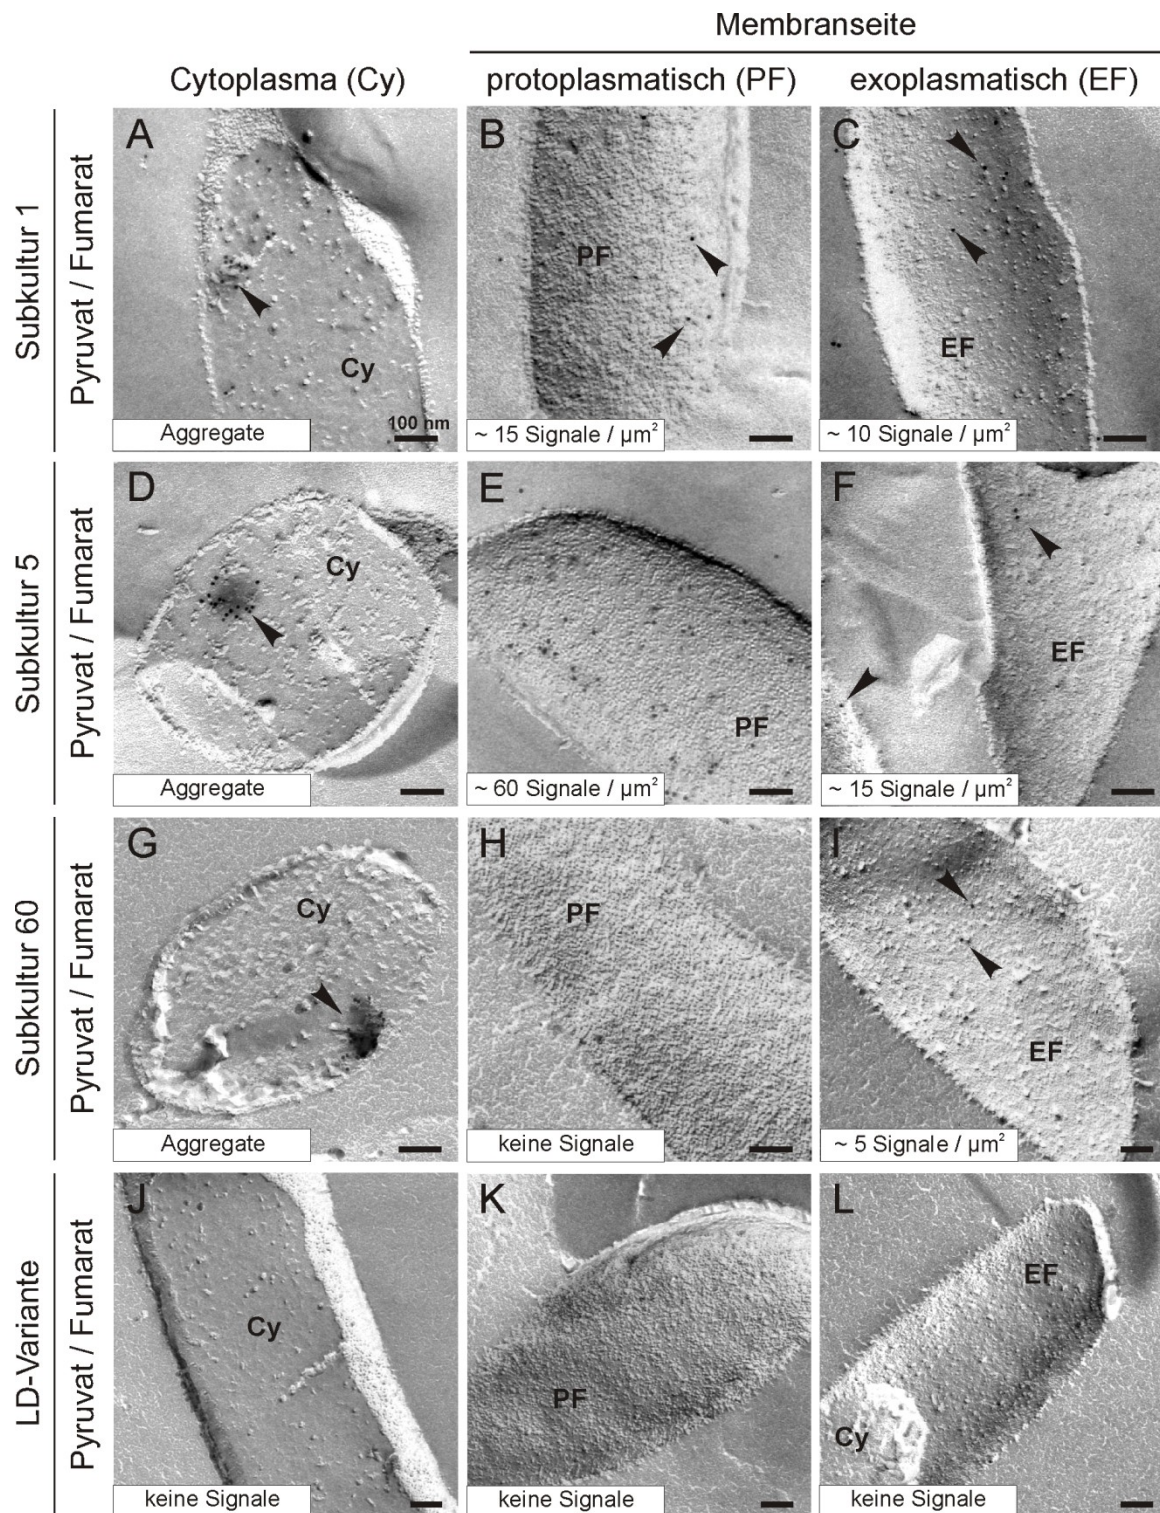 Membranseite
Cytoplasma (Cy)
protoplasmatisch (PF)
exoplasmatisch (EF)
Subkultur 1
Pyruvat / Fumarat
A
Cy
100 nm
Aggregate
B
PF
~ 15 Signale / µm²
C
EF
~ 10 Signale / µm²
Subkultur 5
Pyruvat / Fumarat
D
Cy
Aggregate
E
PF
~ 60 Signale / µm²
F
EF
~ 15 Signale / µm²
Subkultur 60
Pyruvat / Fumarat
G
Cy
Aggregate
H
PF
keine Signale
I
EF
~ 5 Signale / µm²
LD-Variante
Pyruvat / Fumarat
J
Cy
keine Signale
K
PF
keine Signale
L
EF
Cy
keine Signale